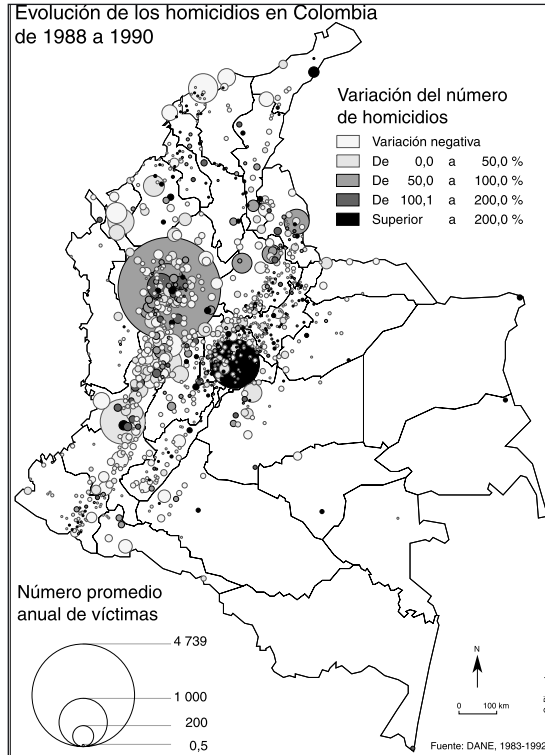 Evolución de los homicidios en Colombia
de 1988 a 1990
Variación del número
de homicidios
Variación negativa
De 0,0 a 50,0 %
De 50,0 a 100,0 %
De 100,1 a 200,0 %
Superior a 200,0 %
Número promedio
anual de víctimas
4 739
1 000
200
0,5
N
0 100 km
Fuente: DANE, 1983-1992